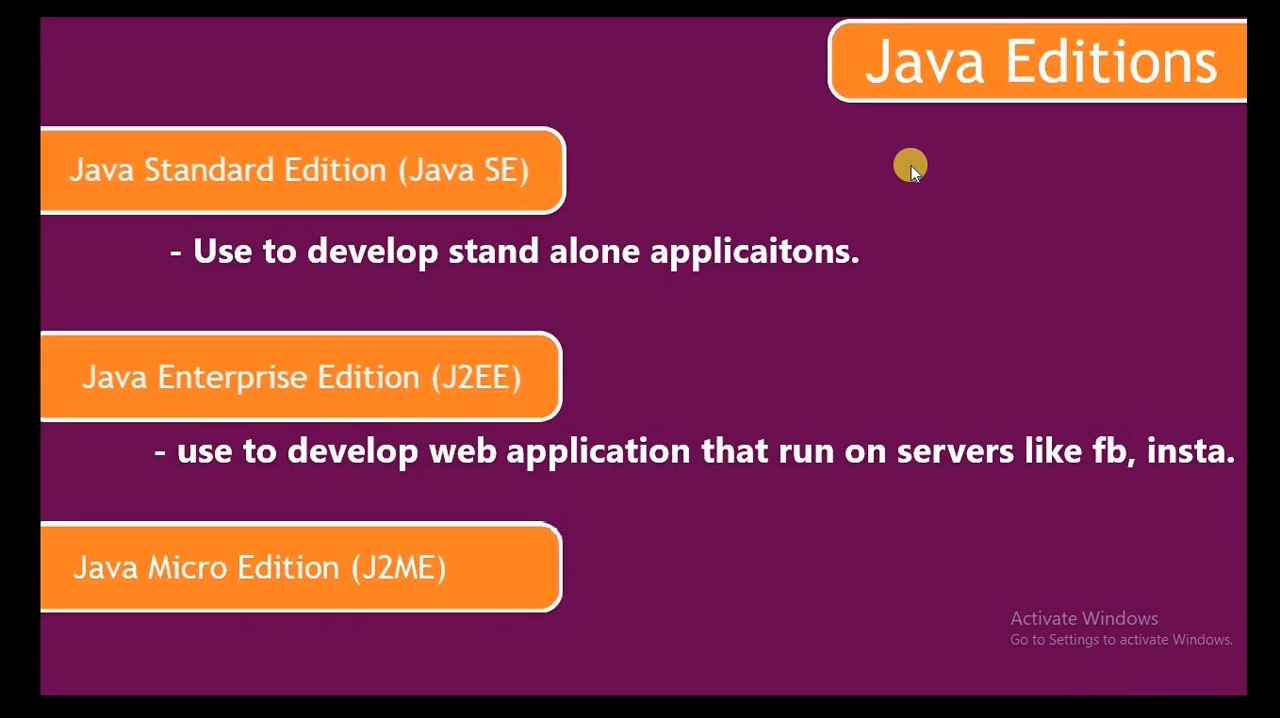 Java Editions
Java Standard Edition (Java SE)
- Use to develop stand alone applicaitons.
Java Enterprise Edition (J2EE)
- use to develop web application that run on servers like fb, insta.
Java Micro Edition (J2ME)
Activate Windows
Go to Settings to activate Windows.